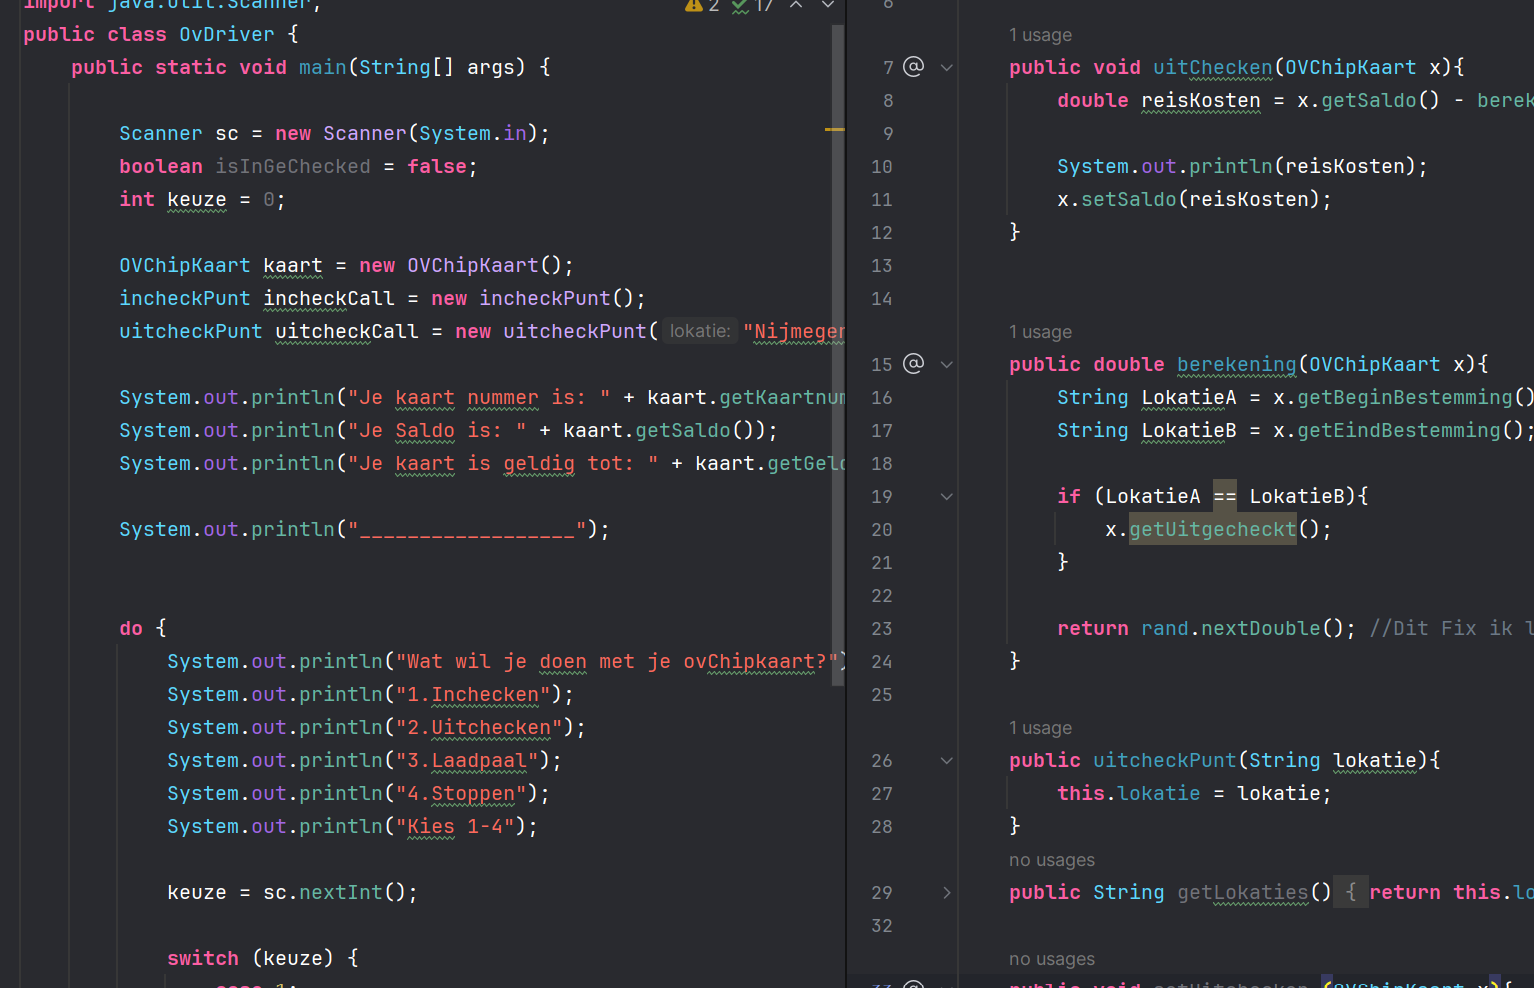 import java.util.Scanner;
2 17
public class OvDriver {
public static void main(String[] args) {
Scanner sc = new Scanner(System.in);
boolean isInGeChecked = false;
int keuze = 0;
OVChipKaart kaart = new OVChipKaart();
incheckPunt incheckCall = new incheckPunt();
uitcheckPunt uitcheckCall = new uitcheckPunt( lokatie: "Nijmegen
System.out.println("Je kaart nummer is: " + kaart.getKaartnum
System.out.println("Je Saldo is: " + kaart.getSaldo());
System.out.println("Je kaart is geldig tot: " + kaart.getGeld
System.out.println("__________________");
do {
System.out.println("Wat wil je doen met je ovChipkaart?")
System.out.println("1.Inchecken");
System.out.println("2.Uitchecken");
System.out.println("3.Laadpaal");
System.out.println("4.Stoppen");
System.out.println("Kies 1-4");
keuze = sc.nextInt();
switch (keuze) {
case 1:
6
1 usage
7 public void uitChecken(OVChipKaart x){
8 double reisKosten = x.getSaldo() - berek
9
10 System.out.println(reisKosten);
11 x.setSaldo(reisKosten);
12 }
13
14
1 usage
15 public double berekening(OVChipKaart x){
16 String LokatieA = x.getBeginBestemming()
17 String LokatieB = x.getEindBestemming();
18
19 if (LokatieA == LokatieB){
20 x.getUitgecheckt();
21 }
22
23 return rand.nextDouble(); //Dit Fix ik l
24 }
25
1 usage
26 public uitcheckPunt(String lokatie){
27 this.lokatie = lokatie;
28 }
no usages
29 public String getLokaties() { return this.lo
32
no usages
33 public void setUitchecken (OVChipKaart x){